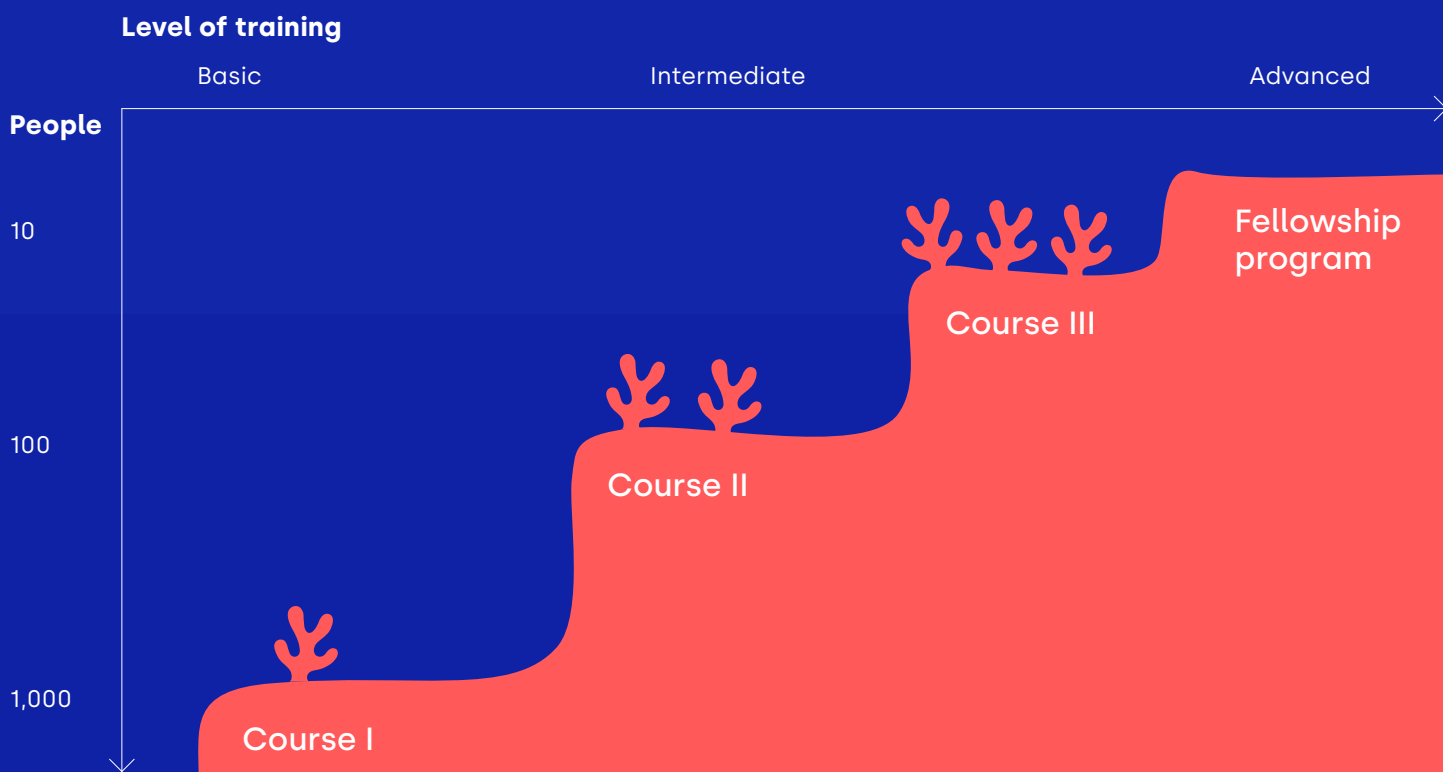 Level of training
Basic Intermediate Advanced
People
10
100
1,000
Fellowship
program
Course III
Course II
Course I